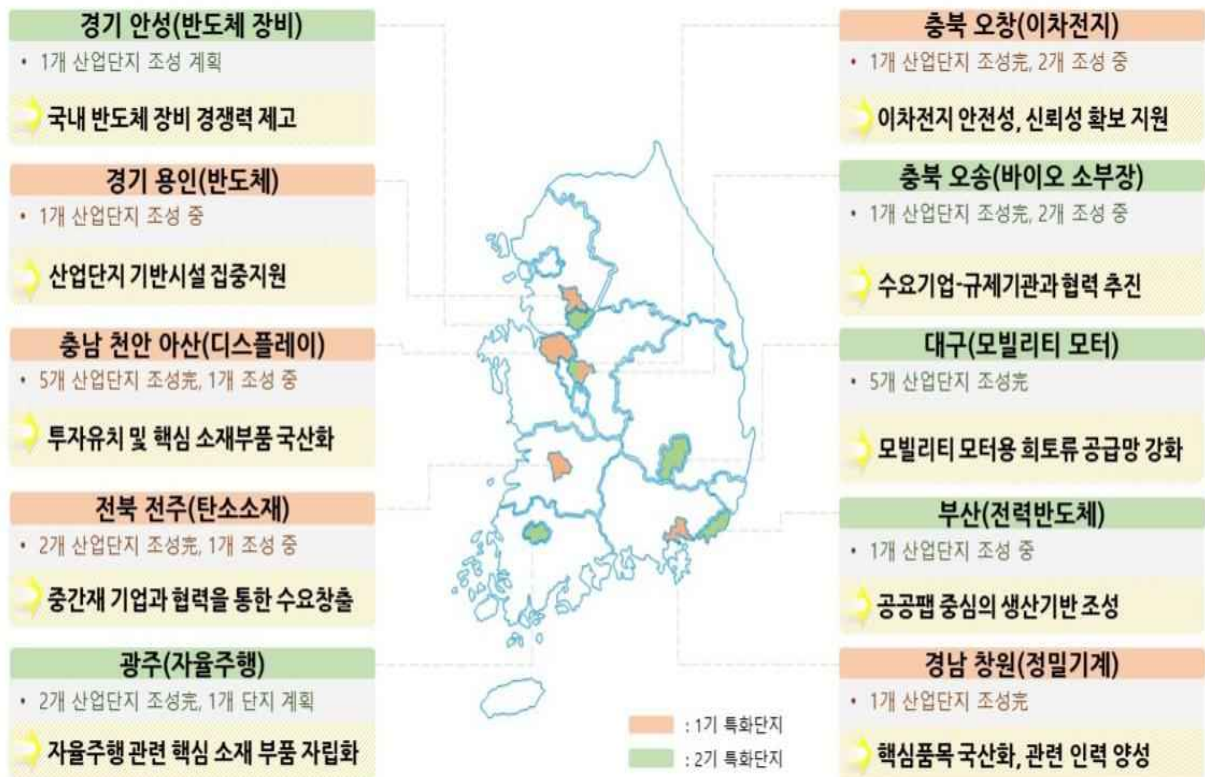 경기 안성(반도체 장비)
• 1개 산업단지 조성 계획
국내 반도체 장비 경쟁력 제고
경기 용인(반도체)
• 1개 산업단지 조성 중
산업단지 기반시설 집중지원
충남 천안 아산(디스플레이)
• 5개 산업단지 조성完, 1개 조성 중
투자유치 및 핵심 소재부품 국산화
전북 전주(탄소소재)
• 2개 산업단지 조성完, 1개 조성 중
중간재 기업과 협력을 통한 수요창출
광주(자율주행)
• 2개 산업단지 조성完, 1개 단지 계획
자율주행 관련 핵심 소재 부품 자립화
충북 오창(이차전지)
• 1개 산업단지 조성完, 2개 조성 중
이차전지 안전성, 신뢰성 확보 지원
충북 오송(바이오 소부장)
• 1개 산업단지 조성完, 2개 조성 중
수요기업-규제기관과 협력 추진
대구(모빌리티 모터)
• 5개 산업단지 조성完
모빌리티 모터용 희토류 공급망 강화
부산(전력반도체)
• 1개 산업단지 조성 중
공공팹 중심의 생산기반 조성
경남 창원(정밀기계)
• 1개 산업단지 조성完
핵심품목 국산화, 관련 인력 양성
: 1기 특화단지
: 2기 특화단지